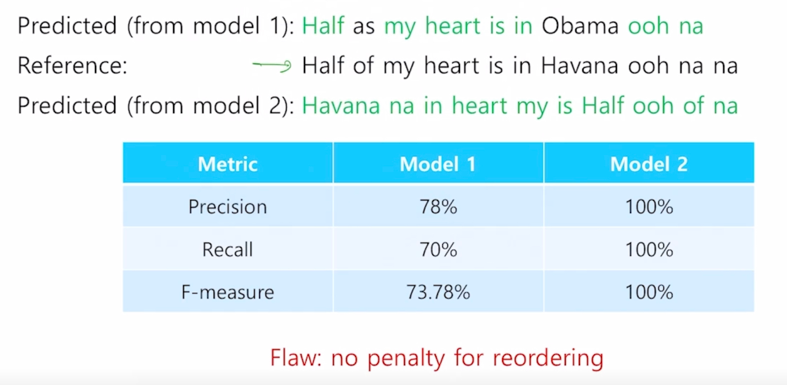 Predicted (from model 1): Half as my heart is in Obama ooh na
Reference: Half of my heart is in Havana ooh na na
Predicted (from model 2): Havana na in heart my is Half ooh of na
Metric Model 1 Model 2
Precision 78% 100%
Recall 70% 100%
F-measure 73.78% 100%
Flaw: no penalty for reordering